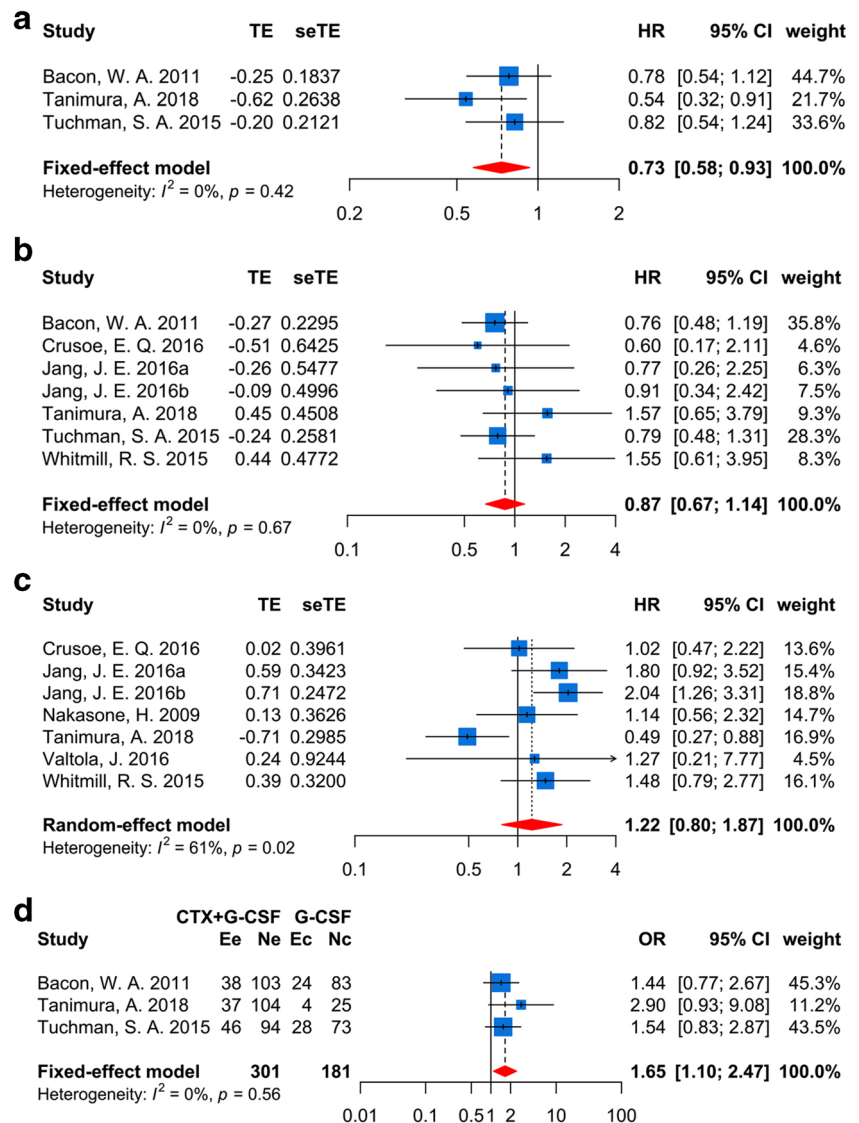 a
Study TE seTE HR 95% CI weight
Bacon, W. A. 2011 -0.25 0.1837 0.78 [0.54; 1.12] 44.7%
Tanimura, A. 2018 -0.62 0.2638 0.54 [0.32; 0.91] 21.7%
Tuchman, S. A. 2015 -0.20 0.2121 0.82 [0.54; 1.24] 33.6%
Fixed-effect model 0.73 [0.58; 0.93] 100.0%
Heterogeneity: I² = 0%, p = 0.42
0.2 0.5 1 2
b
Study TE seTE HR 95% CI weight
Bacon, W. A. 2011 -0.27 0.2295 0.76 [0.48; 1.19] 35.8%
Crusoe, E. Q. 2016 -0.51 0.6425 0.60 [0.17; 2.11] 4.6%
Jang, J. E. 2016a -0.26 0.5477 0.77 [0.26; 2.25] 6.3%
Jang, J. E. 2016b -0.09 0.4996 0.91 [0.34; 2.42] 7.5%
Tanimura, A. 2018 0.45 0.4508 1.57 [0.65; 3.79] 9.3%
Tuchman, S. A. 2015 -0.24 0.2581 0.79 [0.48; 1.31] 28.3%
Whitmill, R. S. 2015 0.44 0.4772 1.55 [0.61; 3.95] 8.3%
Fixed-effect model 0.87 [0.67; 1.14] 100.0%
Heterogeneity: I² = 0%, p = 0.67
0.1 0.5 1 2 4
c
Study TE seTE HR 95% CI weight
Crusoe, E. Q. 2016 0.02 0.3961 1.02 [0.47; 2.22] 13.6%
Jang, J. E. 2016a 0.59 0.3423 1.80 [0.92; 3.52] 15.4%
Jang, J. E. 2016b 0.71 0.2472 2.04 [1.26; 3.31] 18.8%
Nakasone, H. 2009 0.13 0.3626 1.14 [0.56; 2.32] 14.7%
Tanimura, A. 2018 -0.71 0.2985 0.49 [0.27; 0.88] 16.9%
Valtola, J. 2016 0.24 0.9244 1.27 [0.21; 7.77] 4.5%
Whitmill, R. S. 2015 0.39 0.3200 1.48 [0.79; 2.77] 16.1%
Random-effect model 1.22 [0.80; 1.87] 100.0%
Heterogeneity: I² = 61%, p = 0.02
0.1 0.5 1 2 4
d
CTX+G-CSF G-CSF
Study Ee Ne Ec Nc OR 95% CI weight
Bacon, W. A. 2011 38 103 24 83 1.44 [0.77; 2.67] 45.3%
Tanimura, A. 2018 37 104 4 25 2.90 [0.93; 9.08] 11.2%
Tuchman, S. A. 2015 46 94 28 73 1.54 [0.83; 2.87] 43.5%
Fixed-effect model 301 181 1.65 [1.10; 2.47] 100.0%
Heterogeneity: I² = 0%, p = 0.56
0.01 0.1 0.5 1 2 10 100